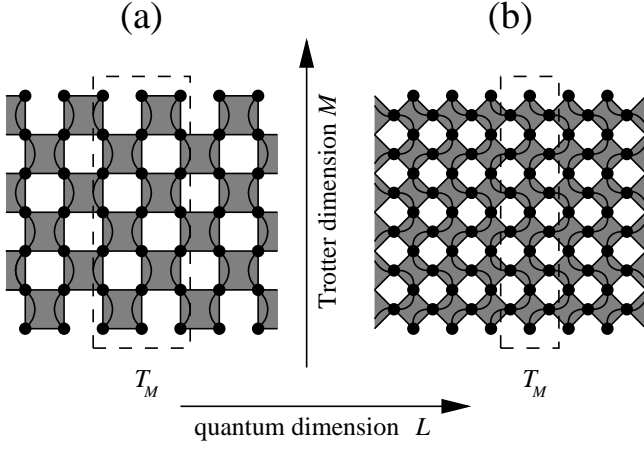 (a)
(b)
Trotter dimension M
T_M
T_M
quantum dimension L